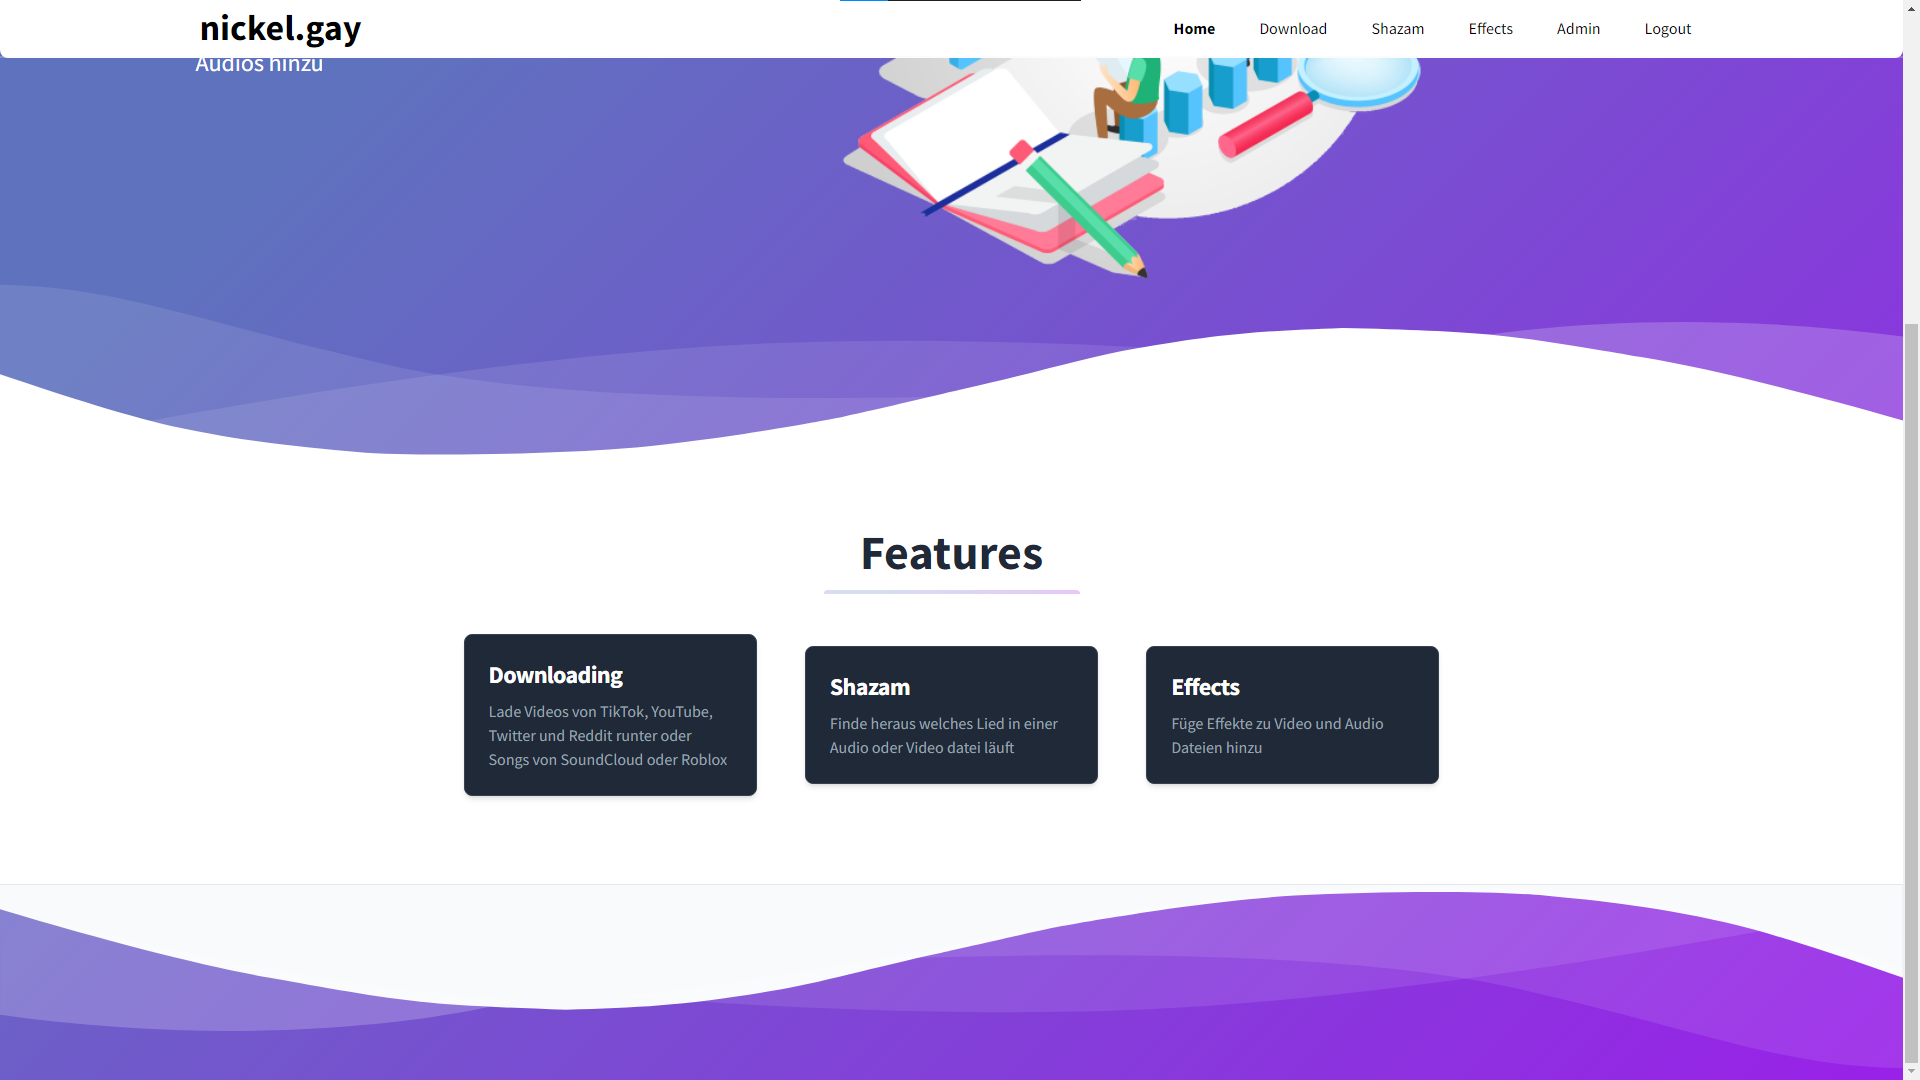 nickel.gay
Home
Download
Shazam
Effects
Admin
Logout
Audios hinzu
Features
Downloading
Lade Videos von TikTok, YouTube,
Twitter und Reddit runter oder
Songs von SoundCloud oder Roblox
Shazam
Finde heraus welches Lied in einer
Audio oder Video datei läuft
Effects
Füge Effekte zu Video und Audio
Dateien hinzu